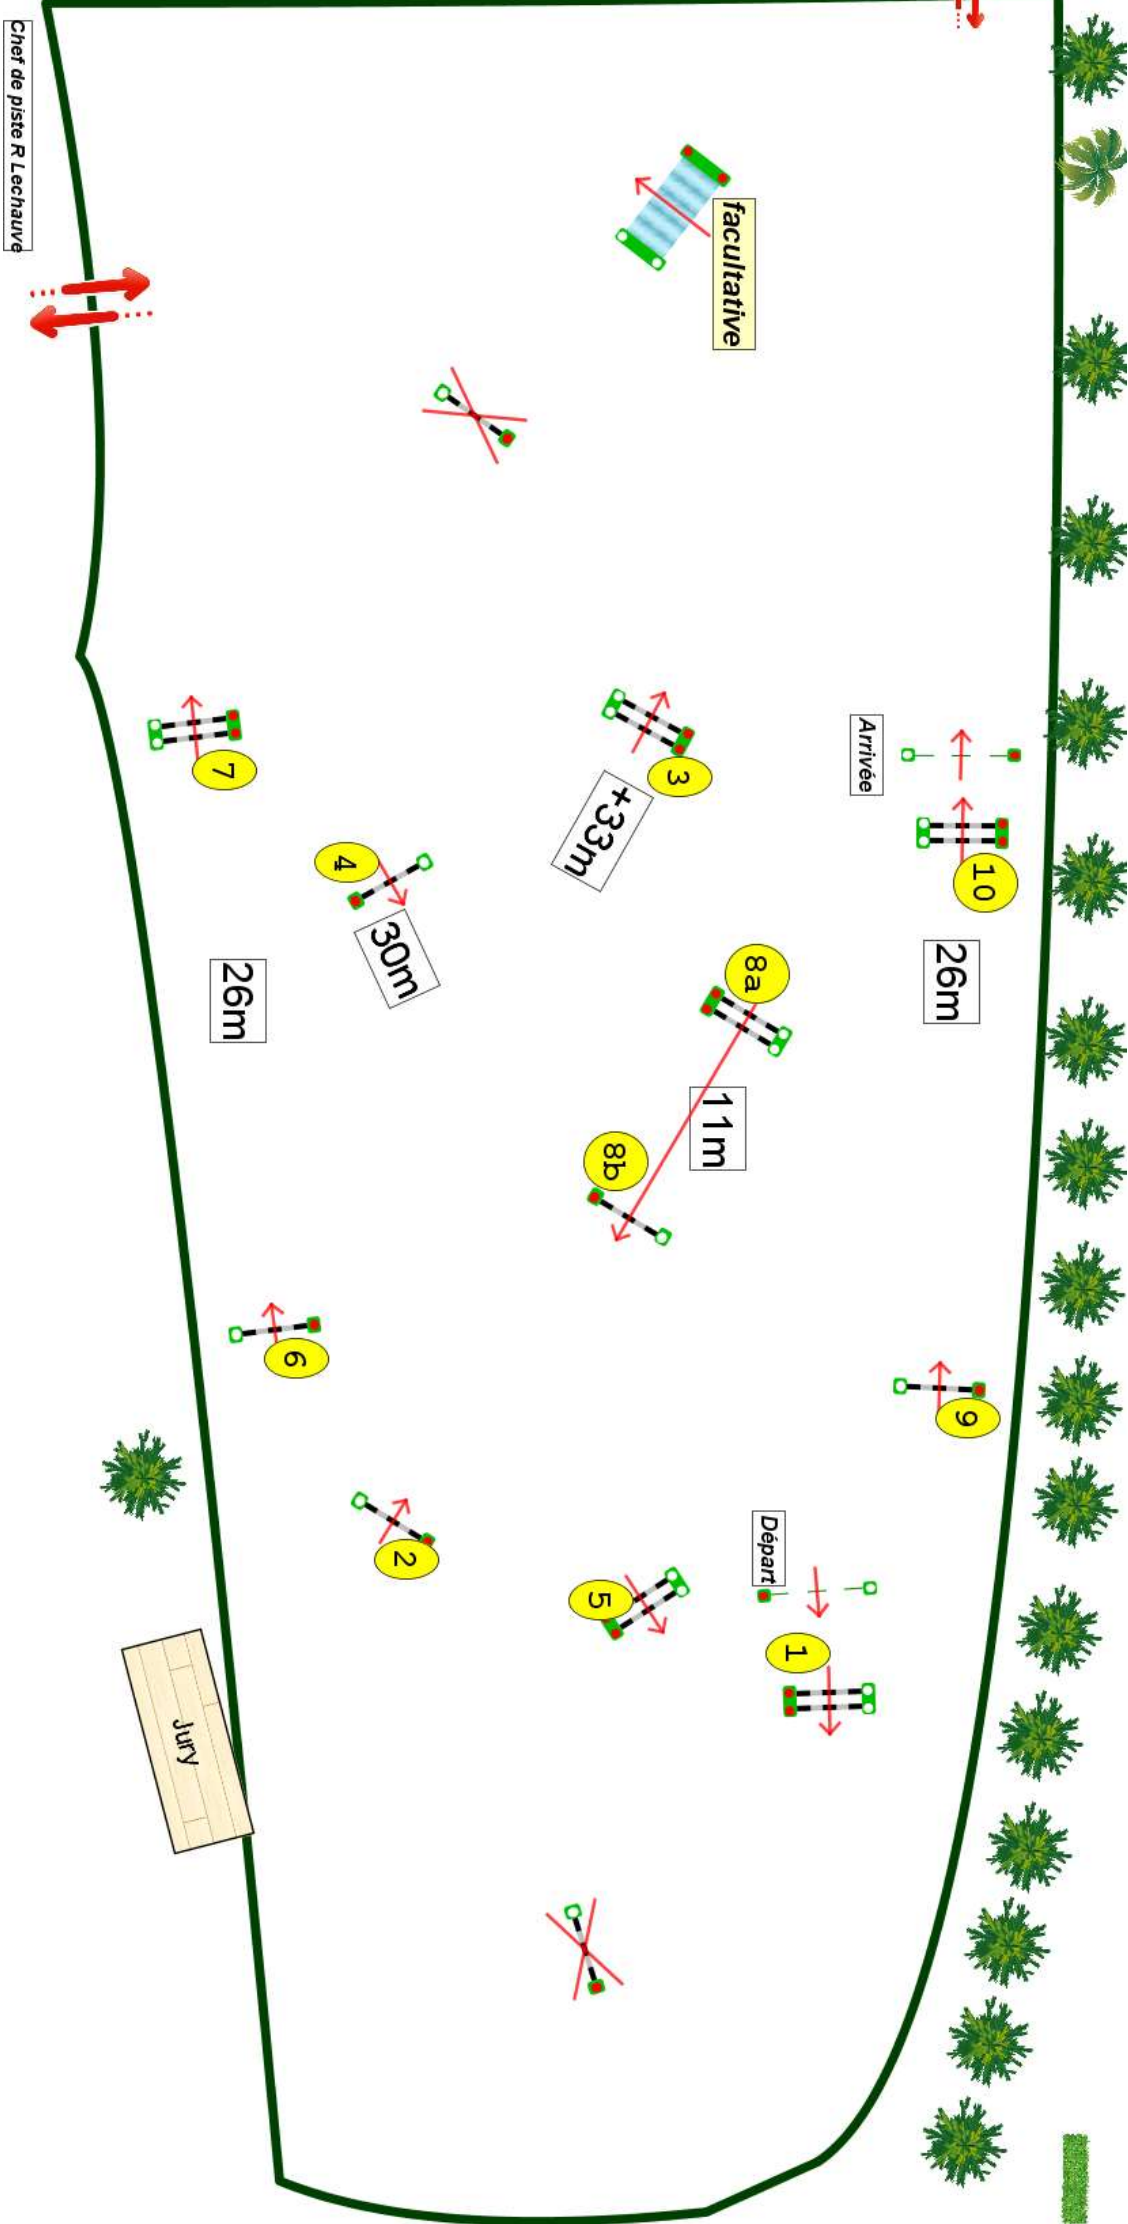 Chef de piste R Lechauve
facultative
Arrivée
10
26m
3
+33m
7
4
30m
26m
8a
11m
8b
6
9
2
5
Départ
1
Jury